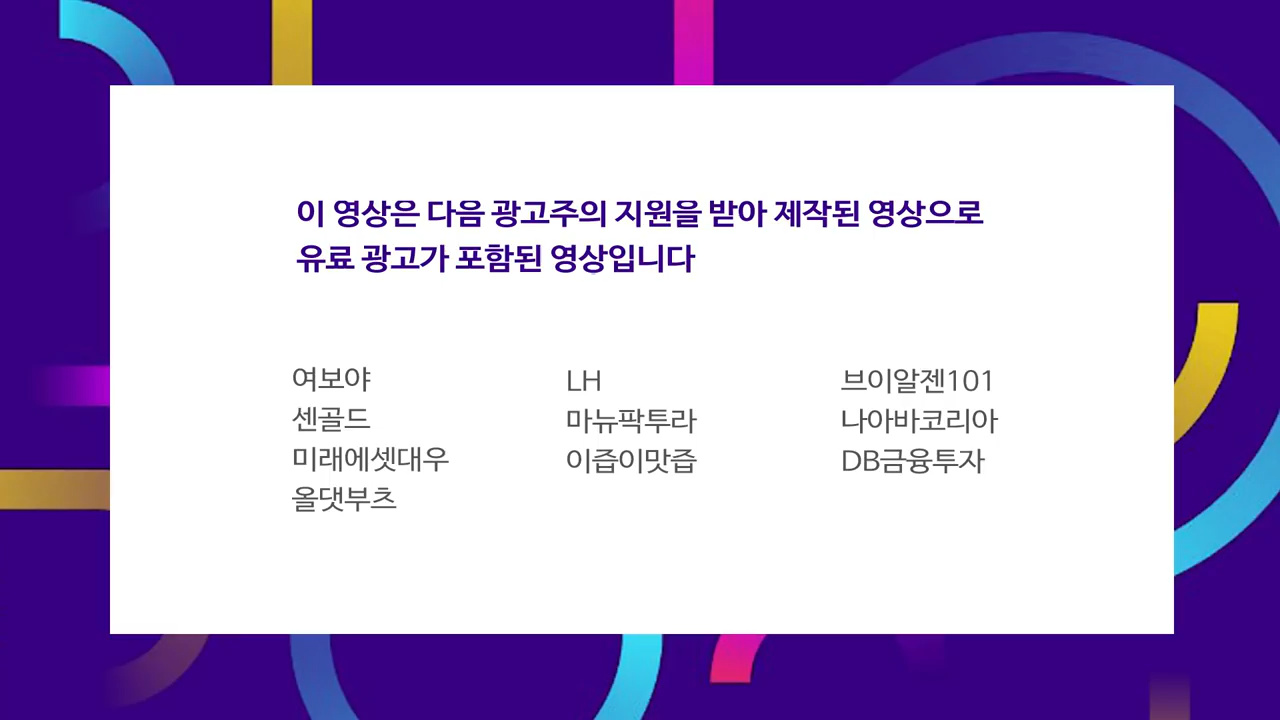 이 영상은 다음 광고주의 지원을 받아 제작된 영상으로
유료 광고가 포함된 영상입니다
여보야
센골드
미래에셋대우
올댓부츠
LH
마뉴팍투라
이즙이맛즙
브이알젠101
나아바코리아
DB금융투자